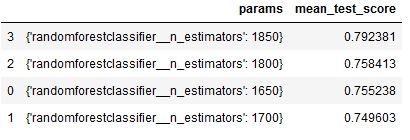 params mean_test_score
3 {'randomforestclassifier__n_estimators': 1850} 0.792381
2 {'randomforestclassifier__n_estimators': 1800} 0.758413
0 {'randomforestclassifier__n_estimators': 1650} 0.755238
1 {'randomforestclassifier__n_estimators': 1700} 0.749603